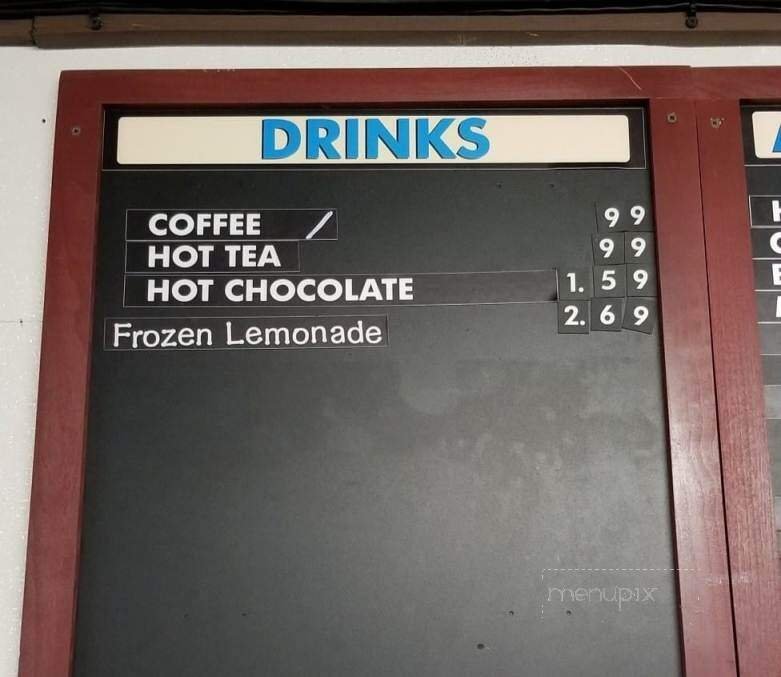 DRINKS
COFFEE / 99
HOT TEA 99
HOT CHOCOLATE 1.59
Frozen Lemonade 2.69
menupix